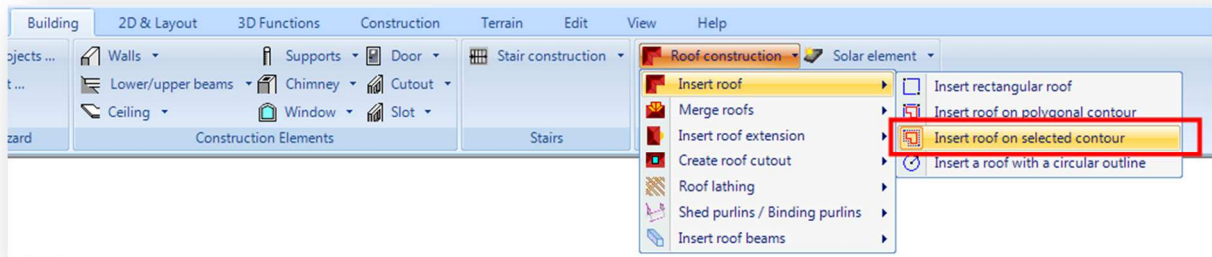 Building 2D & Layout 3D Functions Construction Terrain Edit View Help
ojects ... Walls Supports Door Stair construction Roof construction Solar element
t ... Lower/upper beams Chimney Cutout Insert roof Insert rectangular roof
Ceiling Window Slot Merge roofs Insert roof on polygonal contour
zard Construction Elements Stairs Insert roof extension Insert roof on selected contour
Create roof cutout Insert a roof with a circular outline
Roof lathing
Shed purlins / Binding purlins
Insert roof beams